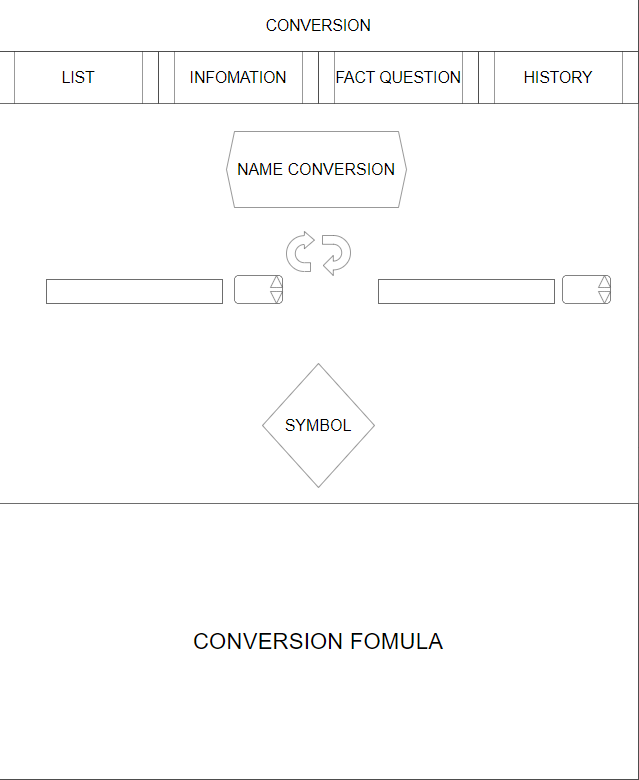 CONVERSION
LIST
INFOMATION
FACT QUESTION
HISTORY
NAME CONVERSION
SYMBOL
CONVERSION FOMULA